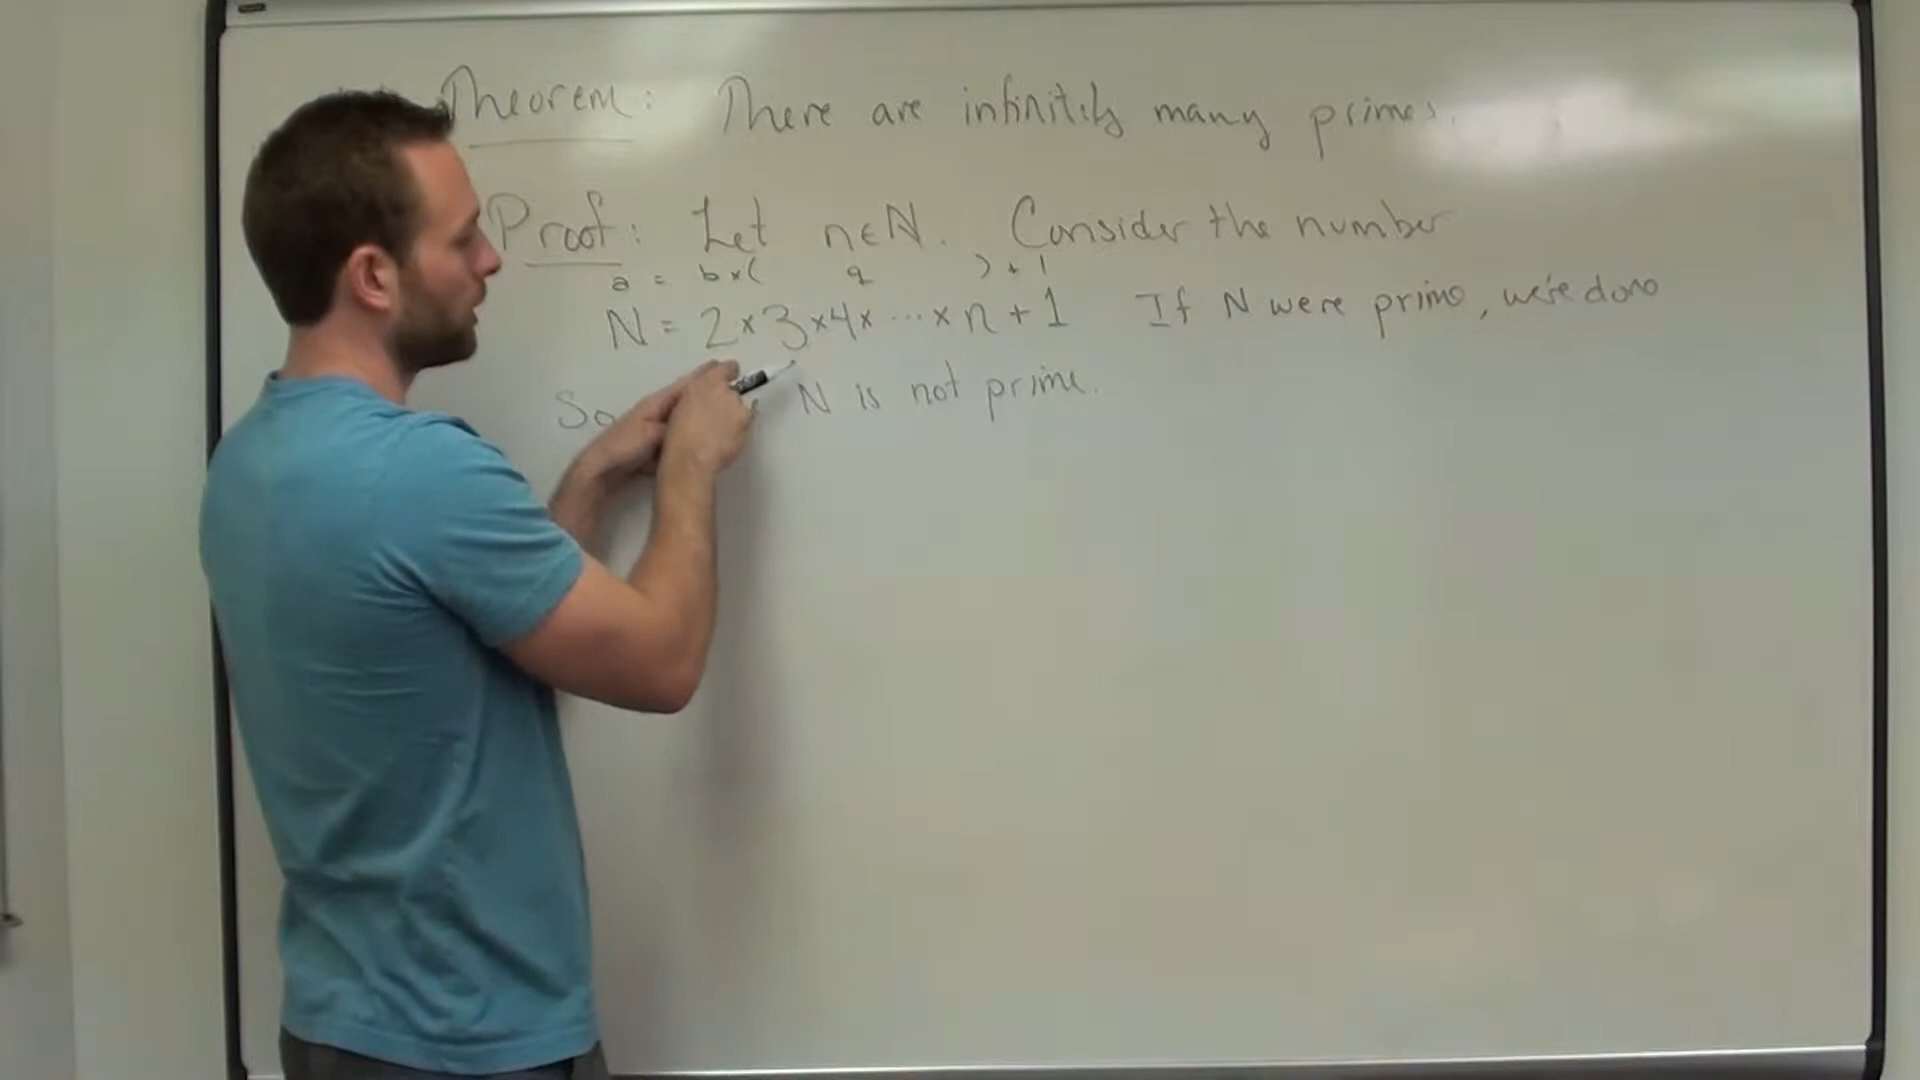 Theorem: There are infinitely many primes.
Proof: Let n∈N. Consider the number
a = b×( q ) + 1
N = 2×3×4×···×n+1 If N were prime, we're done
So N is not prime.